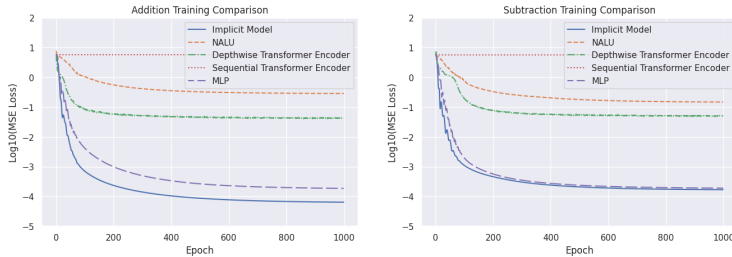 Addition Training Comparison
2
1
0
−1
−2
−3
−4
−5
Log10(MSE Loss)
0 200 400 600 800 1000
Epoch
Implicit Model
NALU
Depthwise Transformer Encoder
Sequential Transformer Encoder
MLP
Subtraction Training Comparison
2
1
0
−1
−2
−3
−4
−5
Log10(MSE Loss)
0 200 400 600 800 1000
Epoch
Implicit Model
NALU
Depthwise Transformer Encoder
Sequential Transformer Encoder
MLP